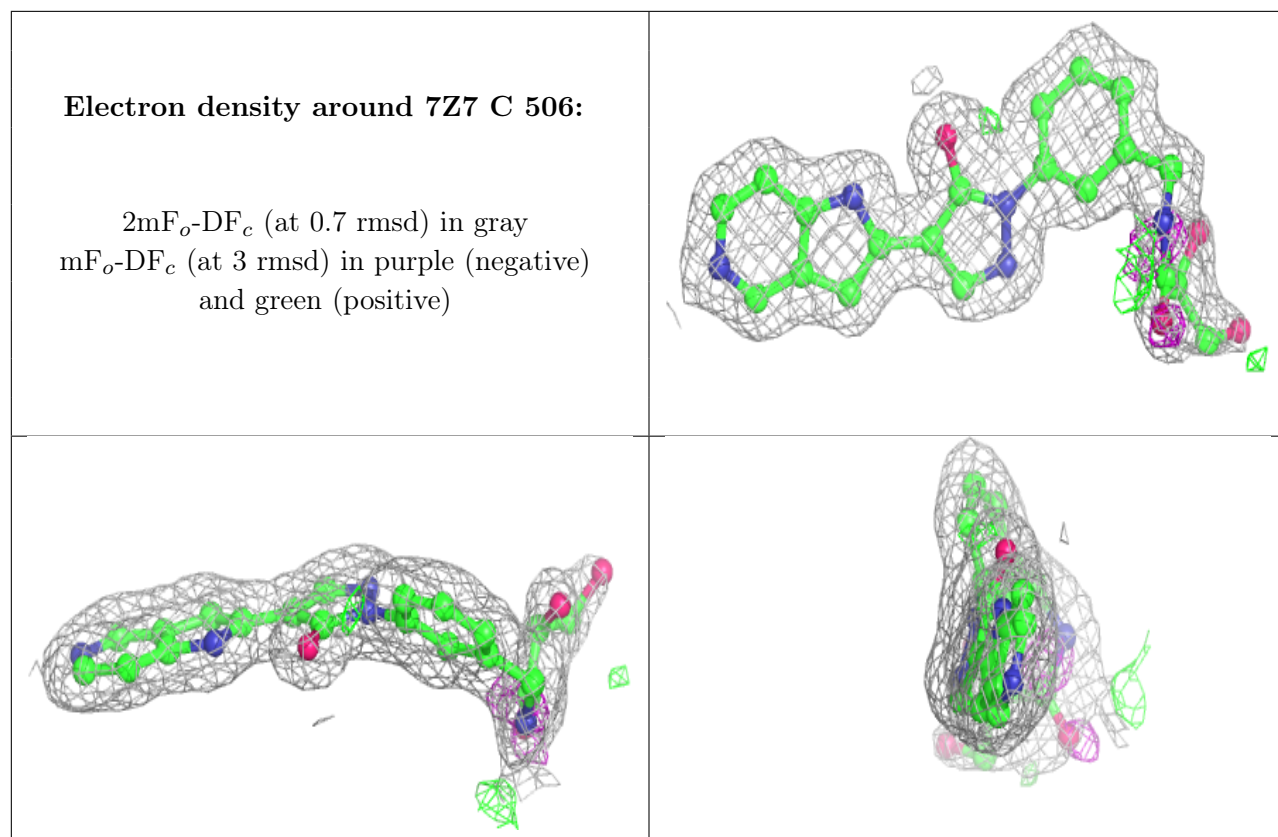 Electron density around 7Z7 C 506:
2mFo-DFc (at 0.7 rmsd) in gray
mFo-DFc (at 3 rmsd) in purple (negative)
and green (positive)